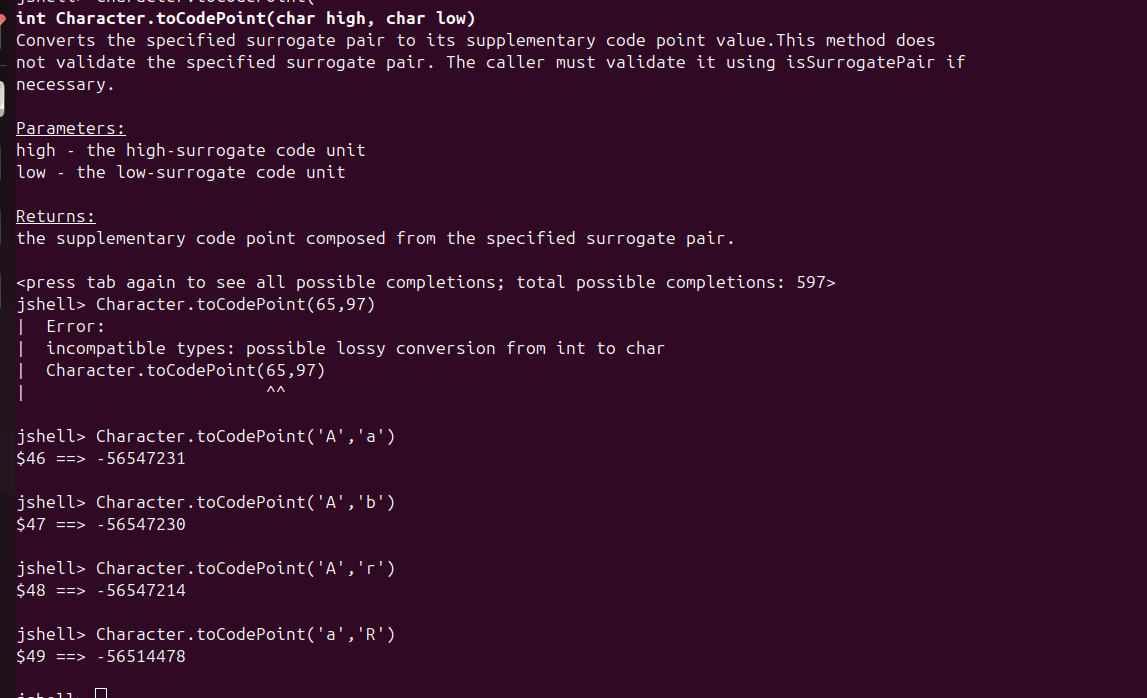 int Character.toCodePoint(char high, char low)
Converts the specified surrogate pair to its supplementary code point value.This method does
not validate the specified surrogate pair. The caller must validate it using isSurrogatePair if
necessary.
Parameters:
high - the high-surrogate code unit
low - the low-surrogate code unit
Returns:
the supplementary code point composed from the specified surrogate pair.
<press tab again to see all possible completions; total possible completions: 597>
jshell> Character.toCodePoint(65,97)
|  Error:
|  incompatible types: possible lossy conversion from int to char
|  Character.toCodePoint(65,97)
|                        ^^
jshell> Character.toCodePoint('A','a')
$46 ==> -56547231
jshell> Character.toCodePoint('A','b')
$47 ==> -56547230
jshell> Character.toCodePoint('A','r')
$48 ==> -56547214
jshell> Character.toCodePoint('a','R')
$49 ==> -56514478